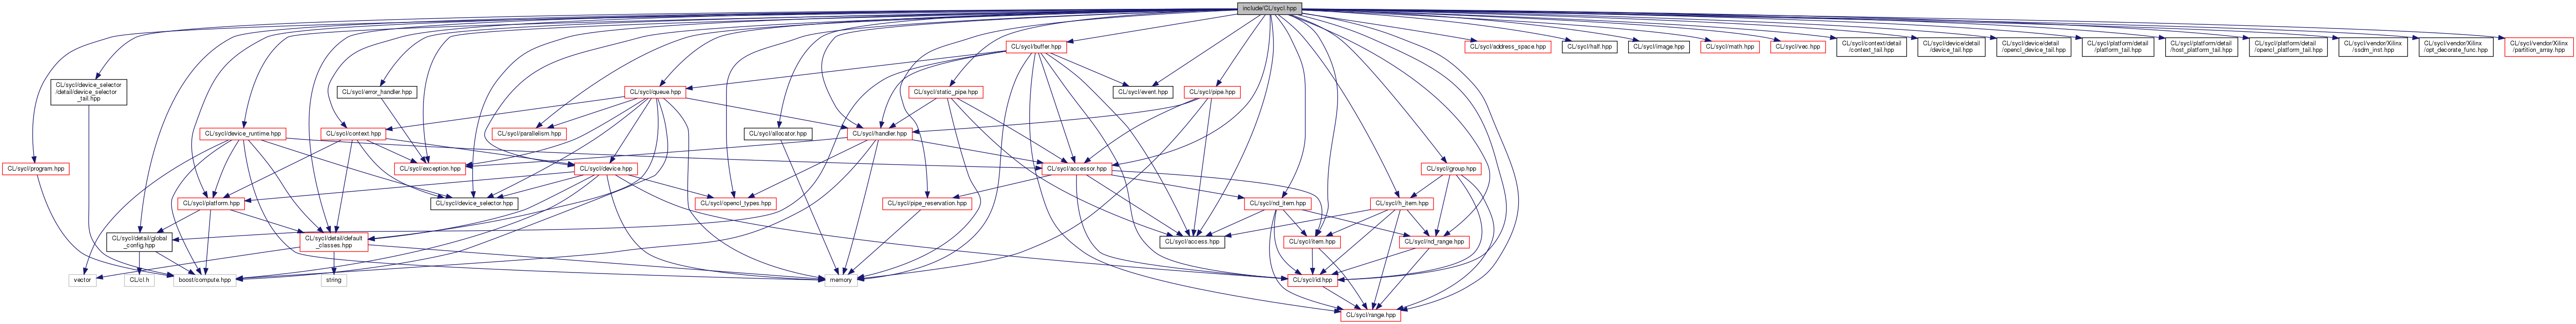 include/CL/sycl.hpp
CL/sycl/buffer.hpp
CL/sycl/address_space.hpp
CL/sycl/half.hpp
CL/sycl/image.hpp
CL/sycl/math.hpp
CL/sycl/vec.hpp
CL/sycl/context/detail
/context_tail.hpp
CL/sycl/device/detail
/device_tail.hpp
CL/sycl/device/detail
/opencl_device_tail.hpp
CL/sycl/platform/detail
/platform_tail.hpp
CL/sycl/platform/detail
/host_platform_tail.hpp
CL/sycl/platform/detail
/opencl_platform_tail.hpp
CL/sycl/vendor/Xilinx
/ssdm_inst.hpp
CL/sycl/vendor/Xilinx
/opt_decorate_func.hpp
CL/sycl/vendor/Xilinx
/partition_array.hpp
CL/sycl/device_selector
/detail/device_selector
_tail.hpp
CL/sycl/error_handler.hpp
CL/sycl/queue.hpp
CL/sycl/static_pipe.hpp
CL/sycl/event.hpp
CL/sycl/pipe.hpp
CL/sycl/device_runtime.hpp
CL/sycl/context.hpp
CL/sycl/parallelism.hpp
CL/sycl/allocator.hpp
CL/sycl/handler.hpp
CL/sycl/program.hpp
CL/sycl/exception.hpp
CL/sycl/device.hpp
CL/sycl/accessor.hpp
CL/sycl/group.hpp
CL/sycl/platform.hpp
CL/sycl/device_selector.hpp
CL/sycl/opencl_types.hpp
CL/sycl/pipe_reservation.hpp
CL/sycl/nd_item.hpp
CL/sycl/h_item.hpp
CL/sycl/detail/global
_config.hpp
CL/sycl/detail/default
_classes.hpp
CL/sycl/access.hpp
CL/sycl/item.hpp
CL/sycl/nd_range.hpp
vector
CL/cl.h
boost/compute.hpp
string
memory
CL/sycl/id.hpp
CL/sycl/range.hpp